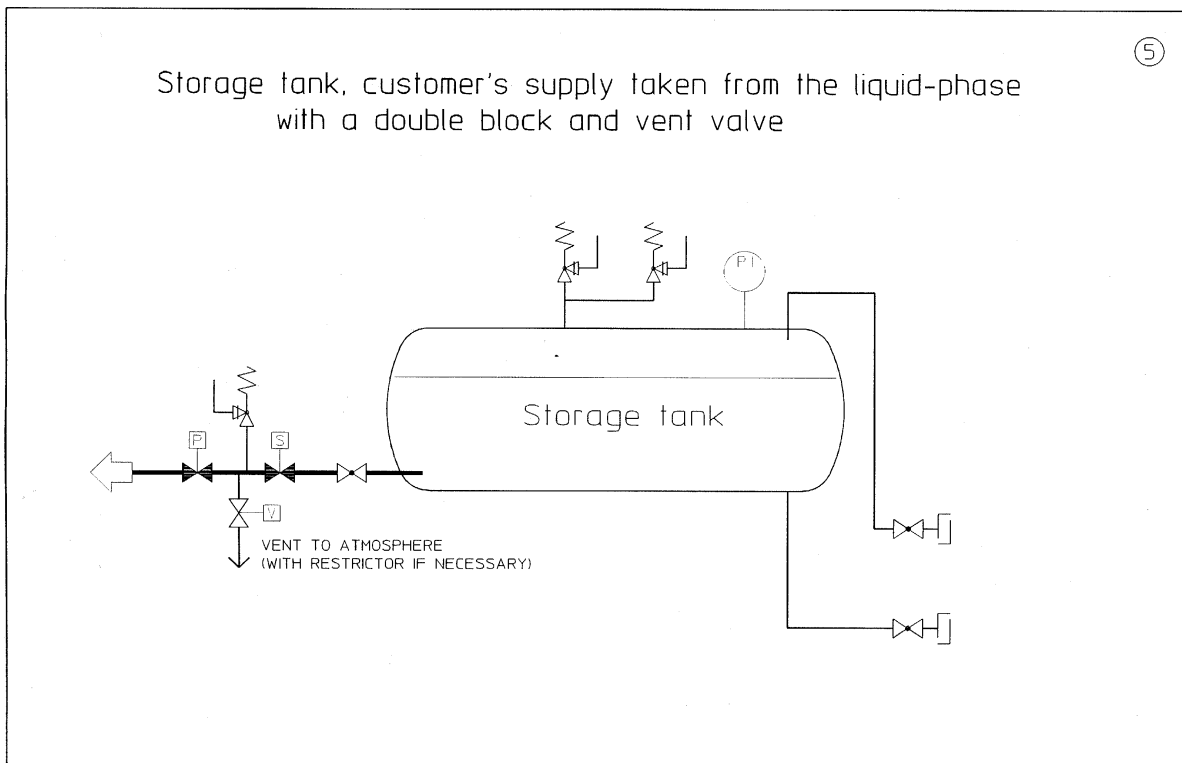 5
Storage tank, customer's supply taken from the liquid-phase
with a double block and vent valve
PI
Storage tank
P
S
V
VENT TO ATMOSPHERE
(WITH RESTRICTOR IF NECESSARY)